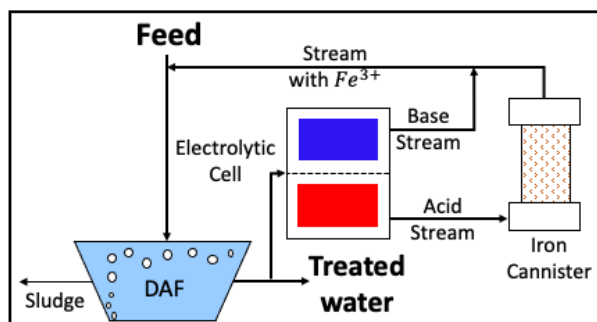 Feed
Stream
with Fe³⁺
Electrolytic
Cell
Base
Stream
Acid
Stream
Iron
Cannister
DAF
Sludge
Treated
water